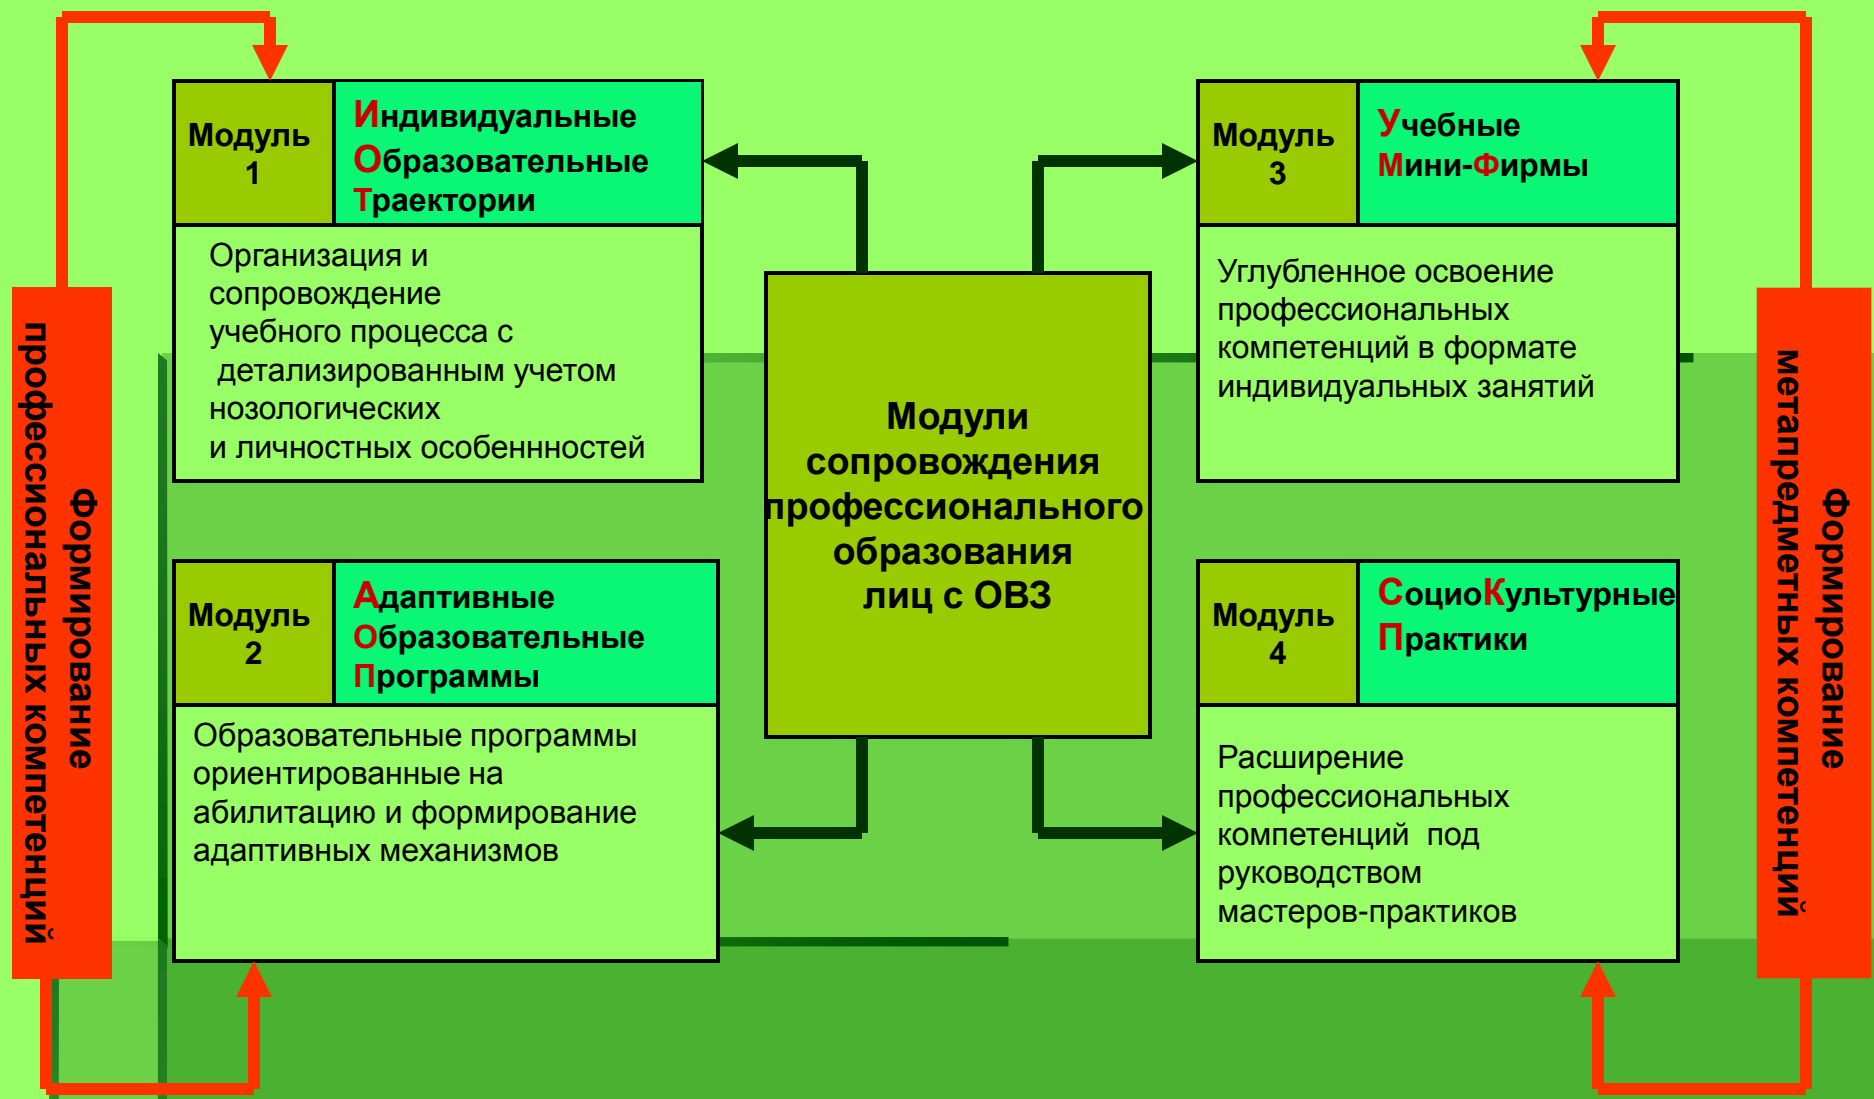 Формирование
профессиональных компетенций
Модуль
1
Индивидуальные
Образовательные
Траектории
Организация и
сопровождение
учебного процесса с
детализированным учетом
нозологических
и личностных особеннностей
Модуль
2
Адаптивные
Образовательные
Программы
Образовательные программы
ориентированные на
абилитацию и формирование
адаптивных механизмов
Модули
сопровождения
профессионального
образования
лиц с ОВЗ
Модуль
3
Учебные
Мини-Фирмы
Углубленное освоение
профессиональных
компетенций в формате
индивидуальных занятий
Модуль
4
СоциоКультурные
Практики
Расширение
профессиональных
компетенций под
руководством
мастеров-практиков
Формирование
метапредметных компетенций